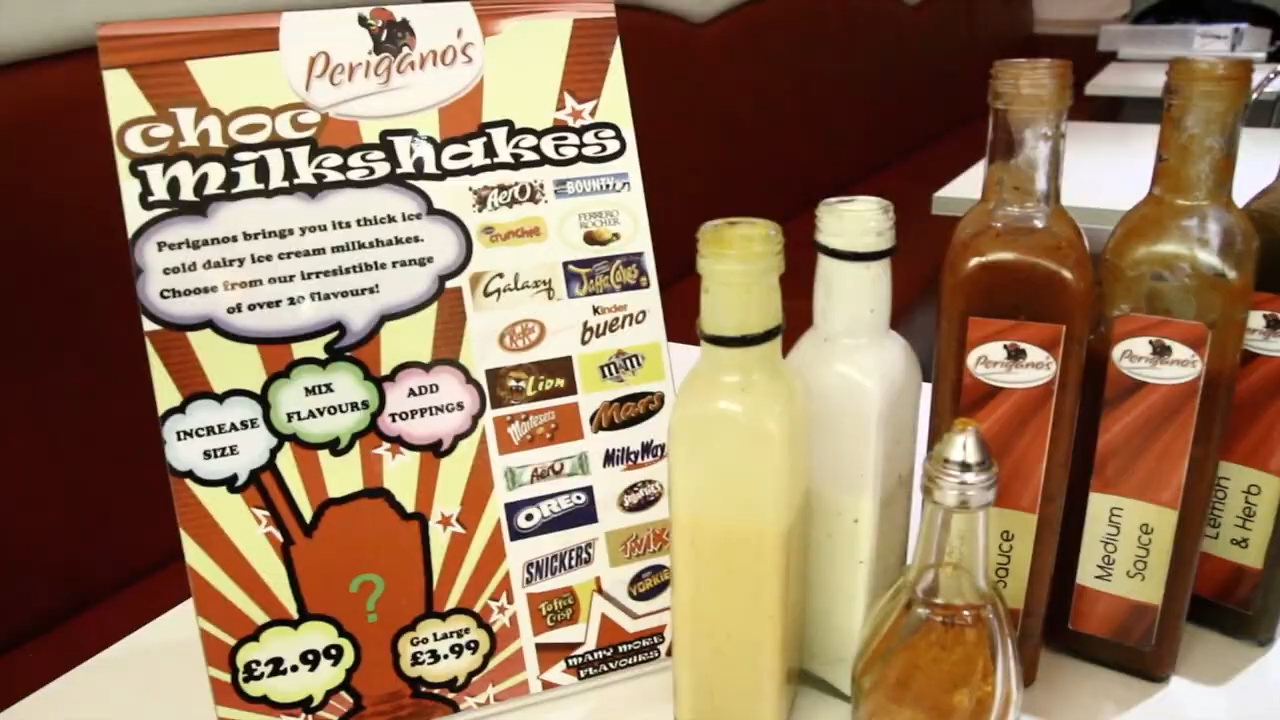 Perigano's
choc
milkshakes
Periganos brings you its thick ice
cold dairy ice cream milkshakes.
Choose from our irresistible range
of over 20 flavours!
INCREASE
SIZE
MIX
FLAVOURS
ADD
TOPPINGS
£2.99
Go Large
£3.99
Aero
BOUNTY
Crunchie
FERRERO
ROCHER
Galaxy
Jaffa Cakes
KitKat
Kinder
bueno
Lion
m&m's
Maltesers
Mars
Aero
MilkyWay
OREO
Smarties
SNICKERS
TWIX
Toffee
Crisp
YORKIE
MANY MORE
FLAVOURS
Perigano's
Sauce
Perigano's
Medium
Sauce
Lemon
& Herb